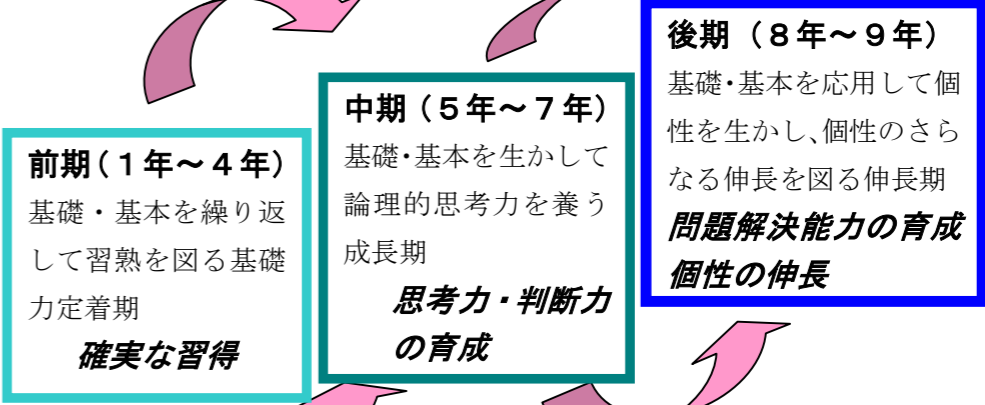 前期(1年~4年)
基礎・基本を繰り返
して習熟を図る基礎
力定着期
確実な習得
中期(5年~7年)
基礎・基本を生かして
論理的思考力を養う
成長期
思考力・判断力
の育成
後期(8年~9年)
基礎・基本を応用して個
性を生かし、個性のさら
なる伸長を図る伸長期
問題解決能力の育成
個性の伸長